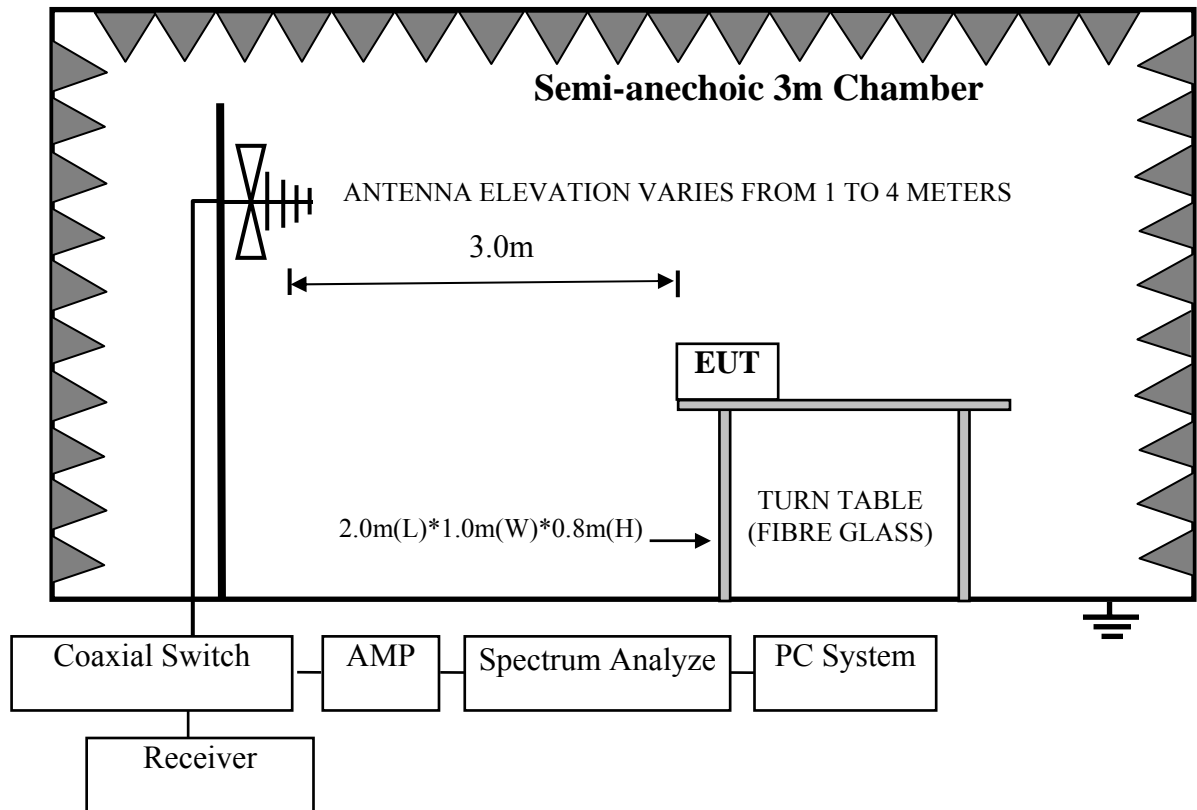 Semi-anechoic 3m Chamber
ANTENNA ELEVATION VARIES FROM 1 TO 4 METERS
3.0m
EUT
TURN TABLE
(FIBRE GLASS)
2.0m(L)*1.0m(W)*0.8m(H)
Coaxial Switch
AMP
Spectrum Analyze
PC System
Receiver